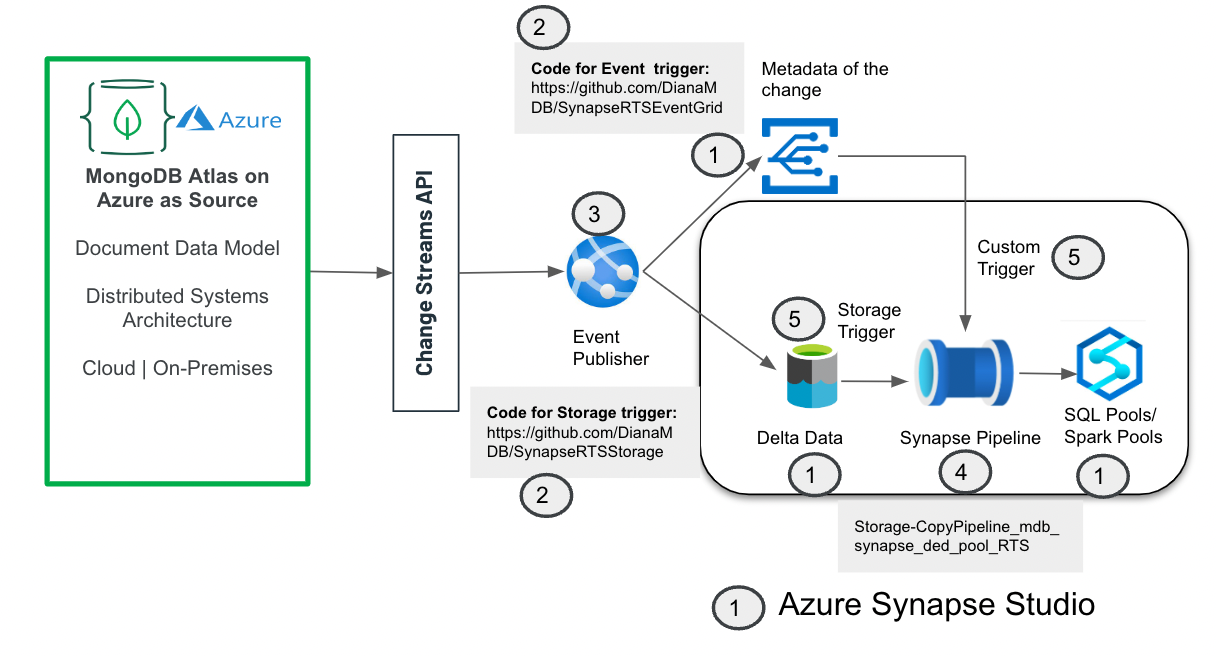 2
Code for Event  trigger:
https://github.com/DianaM
DB/SynapseRTSEventGrid
Metadata of the
change
1
Azure
MongoDB Atlas on
Azure as Source
Document Data Model
Distributed Systems
Architecture
Cloud | On-Premises
Change Streams API
3
Event
Publisher
Custom
Trigger
5
5
Storage
Trigger
Code for Storage trigger:
https://github.com/DianaM
DB/SynapseRTSStorage
2
Delta Data
1
Synapse Pipeline
4
SQL Pools/
Spark Pools
1
Storage-CopyPipeline_mdb_
synapse_ded_pool_RTS
1
Azure Synapse Studio